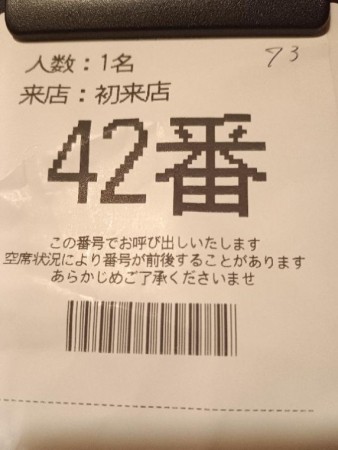 73
人数：1名
来店：初来店
42番
この番号でお呼び出しいたします
空席状況により番号が前後することがあります
あらかじめご了承くださいませ